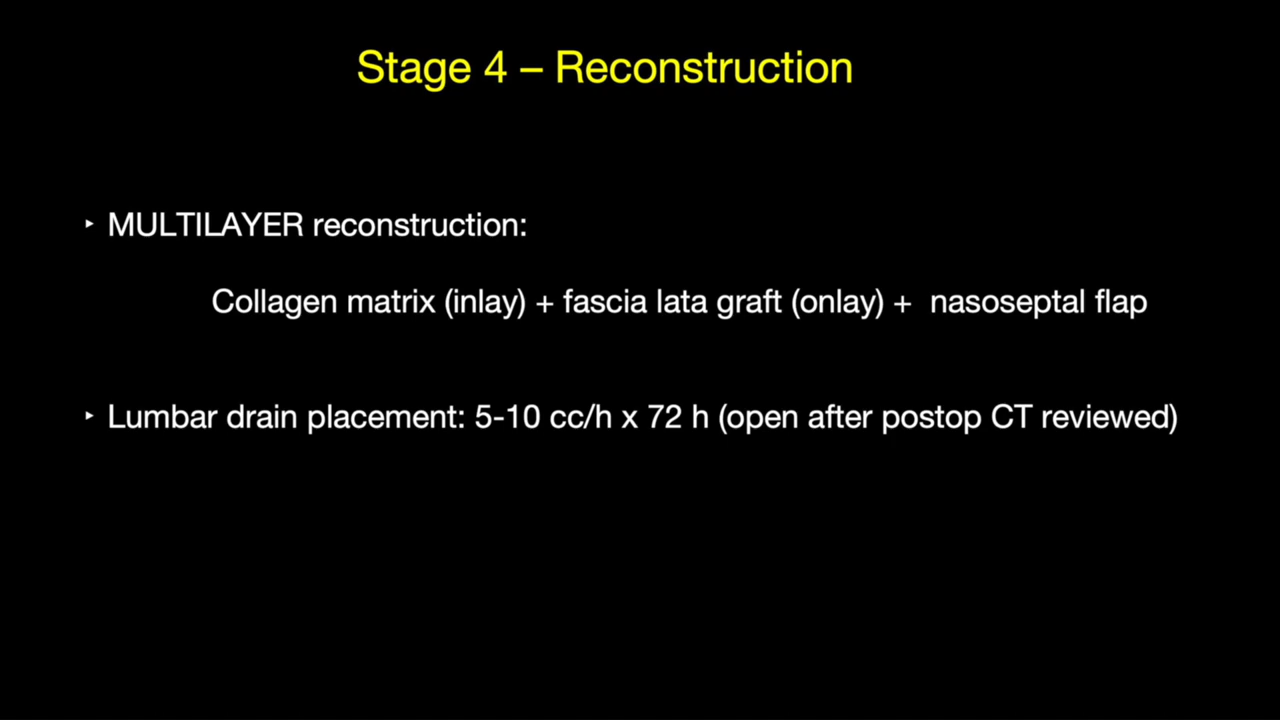 Stage 4 – Reconstruction
‣ MULTILAYER reconstruction:
Collagen matrix (inlay) + fascia lata graft (onlay) + nasoseptal flap
‣ Lumbar drain placement: 5-10 cc/h x 72 h (open after postop CT reviewed)